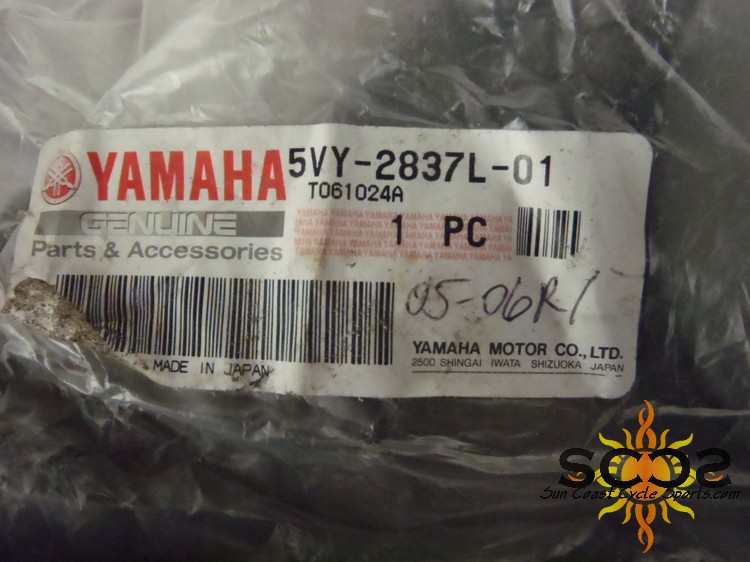 YAMAHA 5VY-2837L-01
T061024A
GENUINE
Parts & Accessories
1 PC
05-06R1
MADE IN JAPAN
YAMAHA MOTOR CO., LTD.
2500 SHINGAI IWATA SHIZUOKA JAPAN
SCCS
Sun Coast Cycle Sports.com